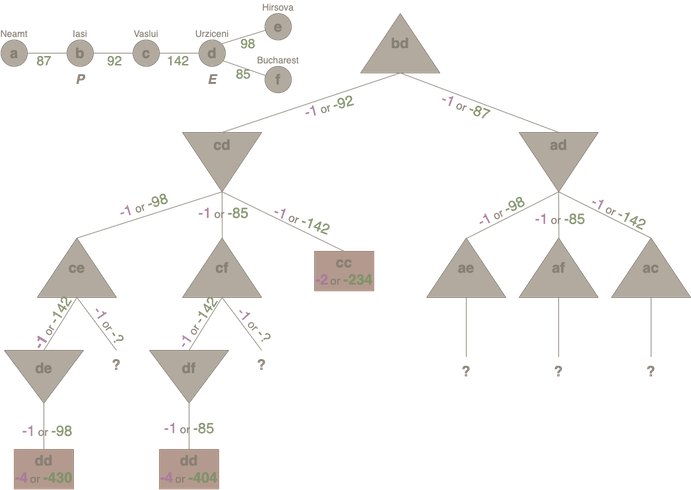 Neamt Iasi Vaslui Urziceni Hirsova
a b c d e
87 92 142 98
P E
Bucharest
85 f
bd
-1 or -92 -1 or -87
cd ad
-1 or -98 -1 or -85 -1 or -142 -1 or -98 -1 or -85 -1 or -142
ce cf cc ae af ac
-2 or -234
-1 or -142 -1 or -? -1 or -142 -1 or -?
de ? df ? ? ? ?
-1 or -98 -1 or -85
dd dd
-4 or -430 -4 or -404